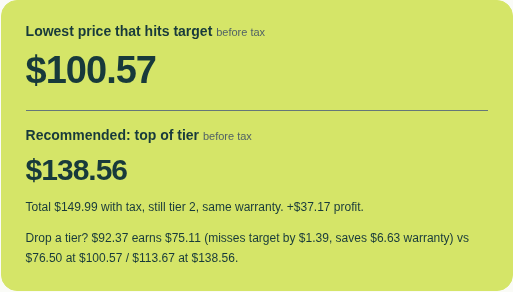 Lowest price that hits target before tax
$100.57
Recommended: top of tier before tax
$138.56
Total $149.99 with tax, still tier 2, same warranty. +$37.17 profit.
Drop a tier? $92.37 earns $75.11 (misses target by $1.39, saves $6.63 warranty) vs
$76.50 at $100.57 / $113.67 at $138.56.